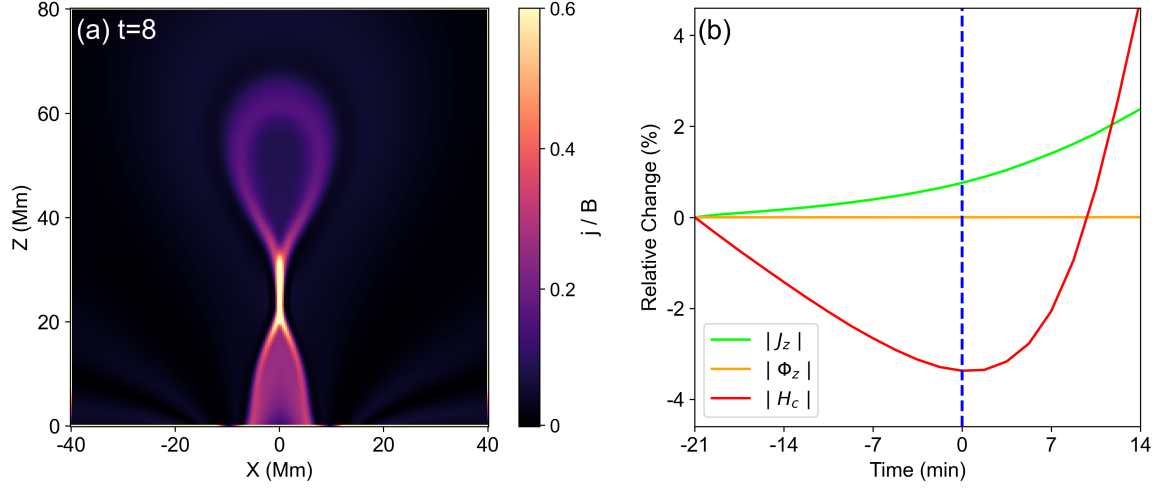 (a) t=8
80
60
40
20
0
Z (Mm)
-40
-20
0
20
40
X (Mm)
0.6
0.4
0.2
0
j / B
(b)
4
2
0
-2
-4
Relative Change (%)
| J_z |
| Φ_z |
| H_c |
-21
-14
-7
0
7
14
Time (min)